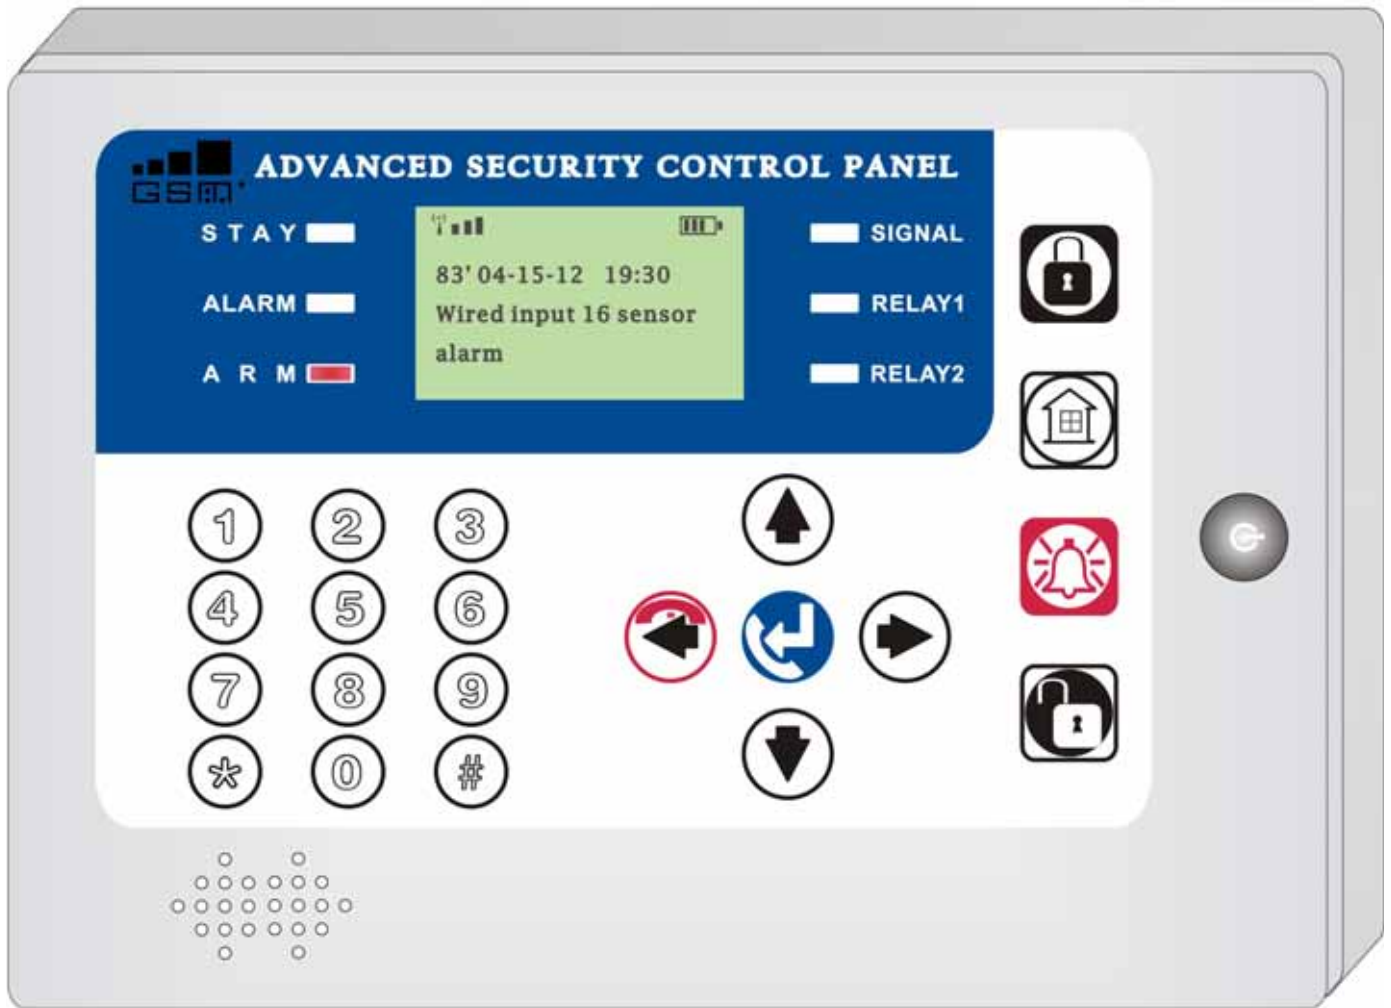 GSM
ADVANCED SECURITY CONTROL PANEL
STAY
ALARM
ARM
83' 04-15-12 19:30
Wired input 16 sensor
alarm
SIGNAL
RELAY1
RELAY2
1 2 3
4 5 6
7 8 9
* 0 #